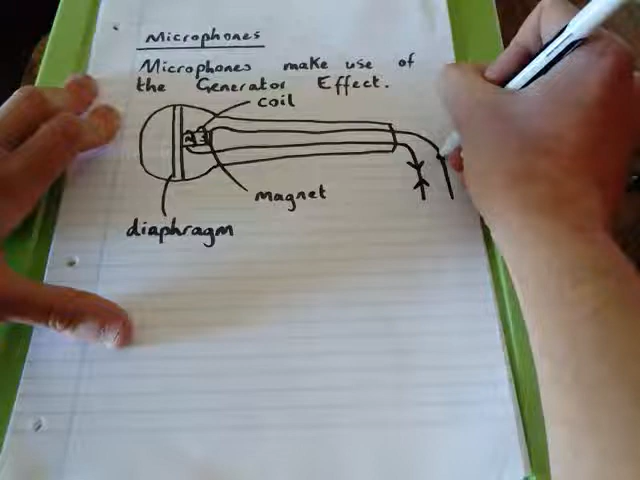 Microphones
Microphones make use of
the Generator Effect.
coil
magnet
diaphragm